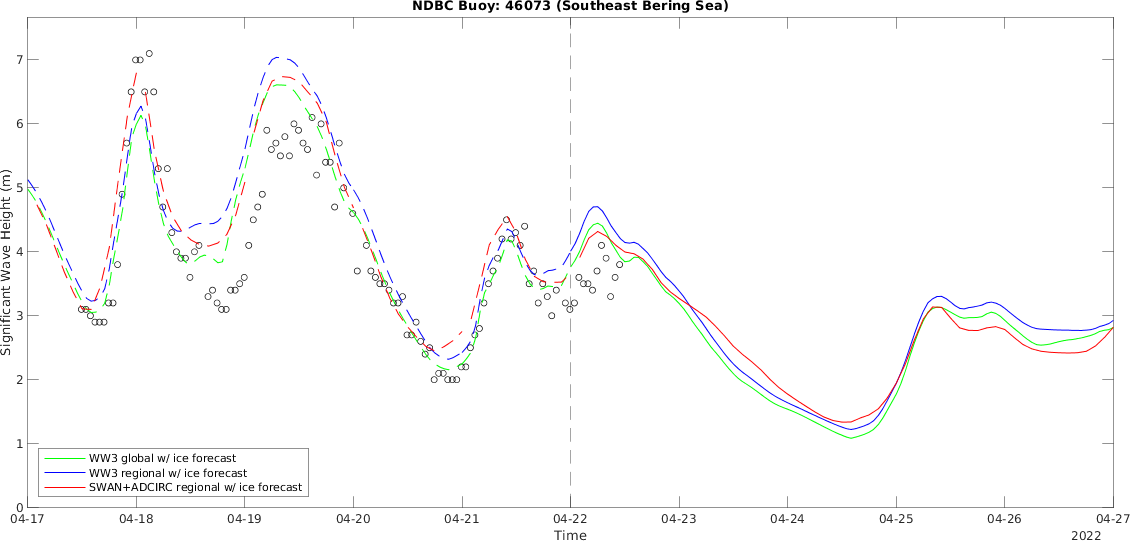 NDBC Buoy: 46073 (Southeast Bering Sea)
Significant Wave Height (m)
7
6
5
4
3
2
1
0
WW3 global w/ ice forecast
WW3 regional w/ ice forecast
SWAN+ADCIRC regional w/ ice forecast
04-17 04-18 04-19 04-20 04-21 04-22 04-23 04-24 04-25 04-26 04-27
Time
2022